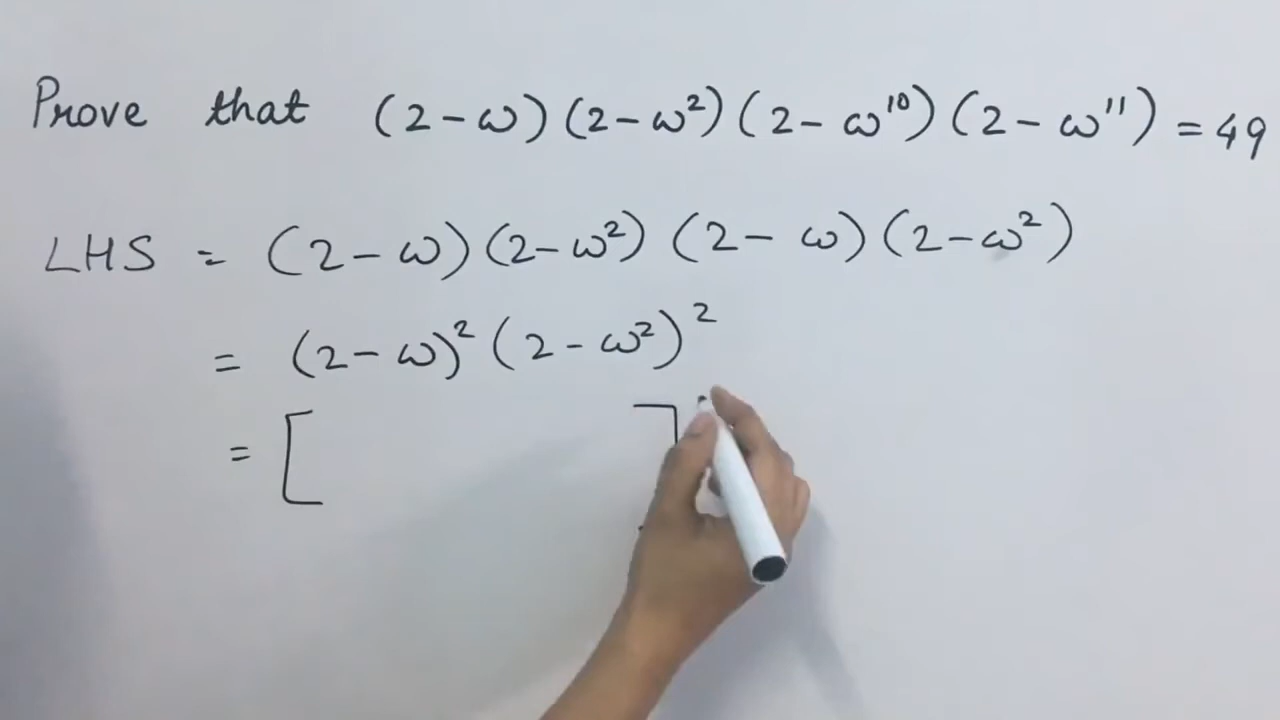 Prove that (2-ω)(2-ω²)(2-ω¹⁰)(2-ω¹¹) = 49
LHS = (2-ω)(2-ω²)(2-ω)(2-ω²)
= (2-ω)²(2-ω²)²
= [ ]